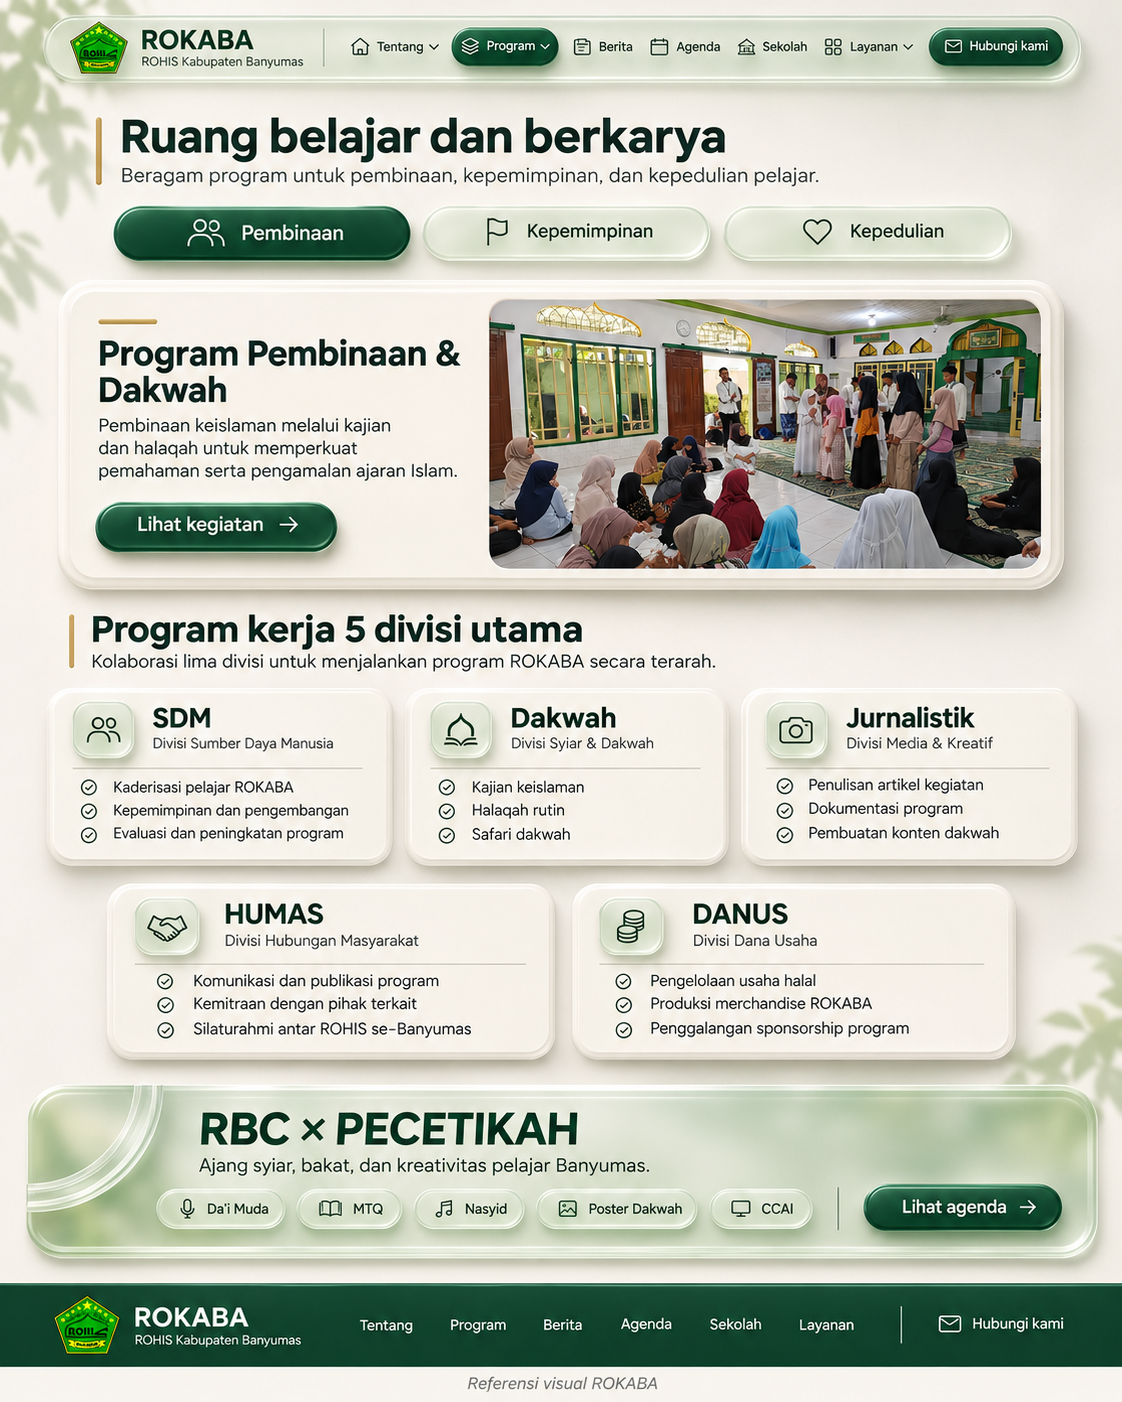 ROKABA
ROHIS Kabupaten Banyumas
Tentang
Program
Berita
Agenda
Sekolah
Layanan
Hubungi kami
Ruang belajar dan berkarya
Beragam program untuk pembinaan, kepemimpinan, dan kepedulian pelajar.
Pembinaan
Kepemimpinan
Kepedulian
Program Pembinaan &
Dakwah
Pembinaan keislaman melalui kajian
dan halaqah untuk memperkuat
pemahaman serta pengamalan ajaran Islam.
Lihat kegiatan
Program kerja 5 divisi utama
Kolaborasi lima divisi untuk menjalankan program ROKABA secara terarah.
SDM
Divisi Sumber Daya Manusia
Kaderisasi pelajar ROKABA
Kepemimpinan dan pengembangan
Evaluasi dan peningkatan program
Dakwah
Divisi Syiar & Dakwah
Kajian keislaman
Halaqah rutin
Safari dakwah
Jurnalistik
Divisi Media & Kreatif
Penulisan artikel kegiatan
Dokumentasi program
Pembuatan konten dakwah
HUMAS
Divisi Hubungan Masyarakat
Komunikasi dan publikasi program
Kemitraan dengan pihak terkait
Silaturahmi antar ROHIS se-Banyumas
DANUS
Divisi Dana Usaha
Pengelolaan usaha halal
Produksi merchandise ROKABA
Penggalangan sponsorship program
RBC × PECETIKAH
Ajang syiar, bakat, dan kreativitas pelajar Banyumas.
Da'i Muda
MTQ
Nasyid
Poster Dakwah
CCAI
Lihat agenda
ROKABA
ROHIS Kabupaten Banyumas
Tentang
Program
Berita
Agenda
Sekolah
Layanan
Hubungi kami
Referensi visual ROKABA